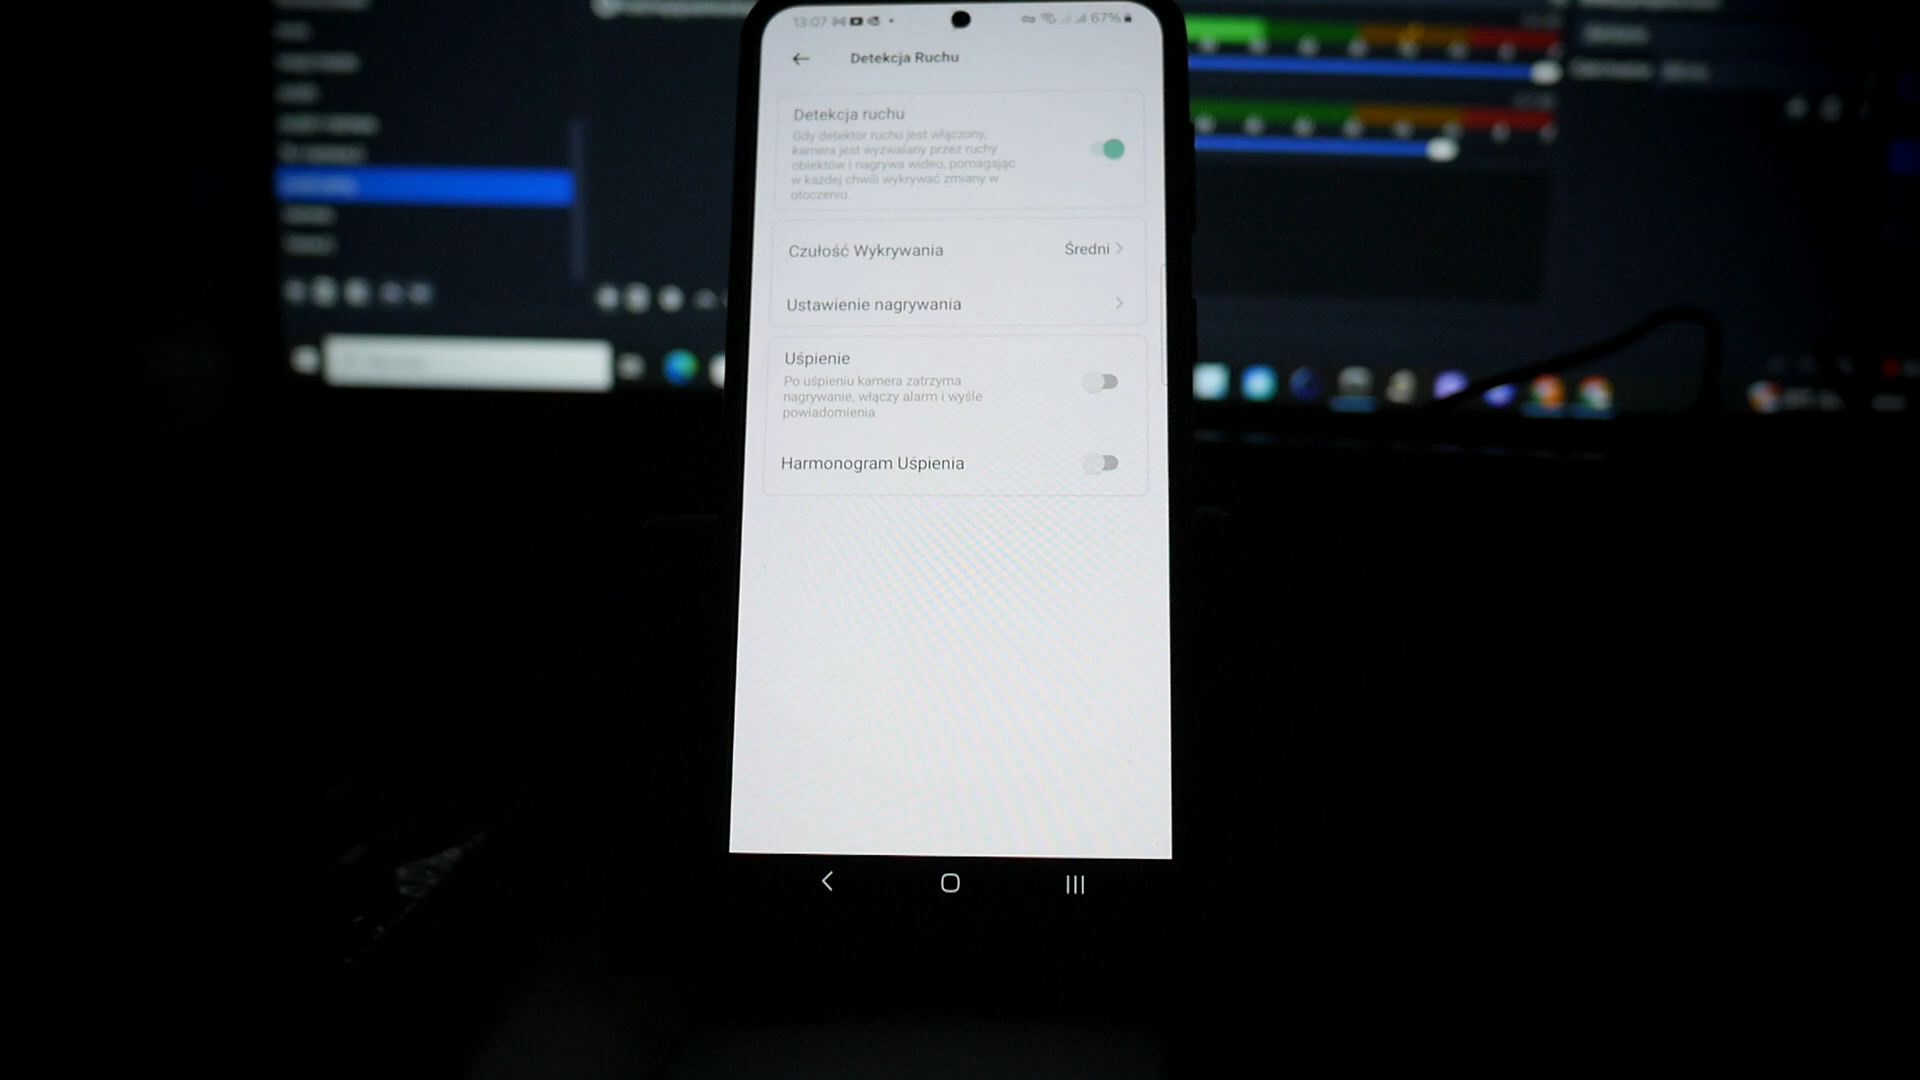 13:07
67%
Detekcja Ruchu
Detekcja ruchu
Gdy detektor ruchu jest włączony,
kamera jest wyzwalany przez ruchy
obiektów i nagrywa wideo, pomagając
w każdej chwili wykrywać zmiany w
otoczeniu.
Czułość Wykrywania
Średni
Ustawienie nagrywania
Uśpienie
Po uśpieniu kamera zatrzyma
nagrywanie, włączy alarm i wyśle
powiadomienia
Harmonogram Uśpienia